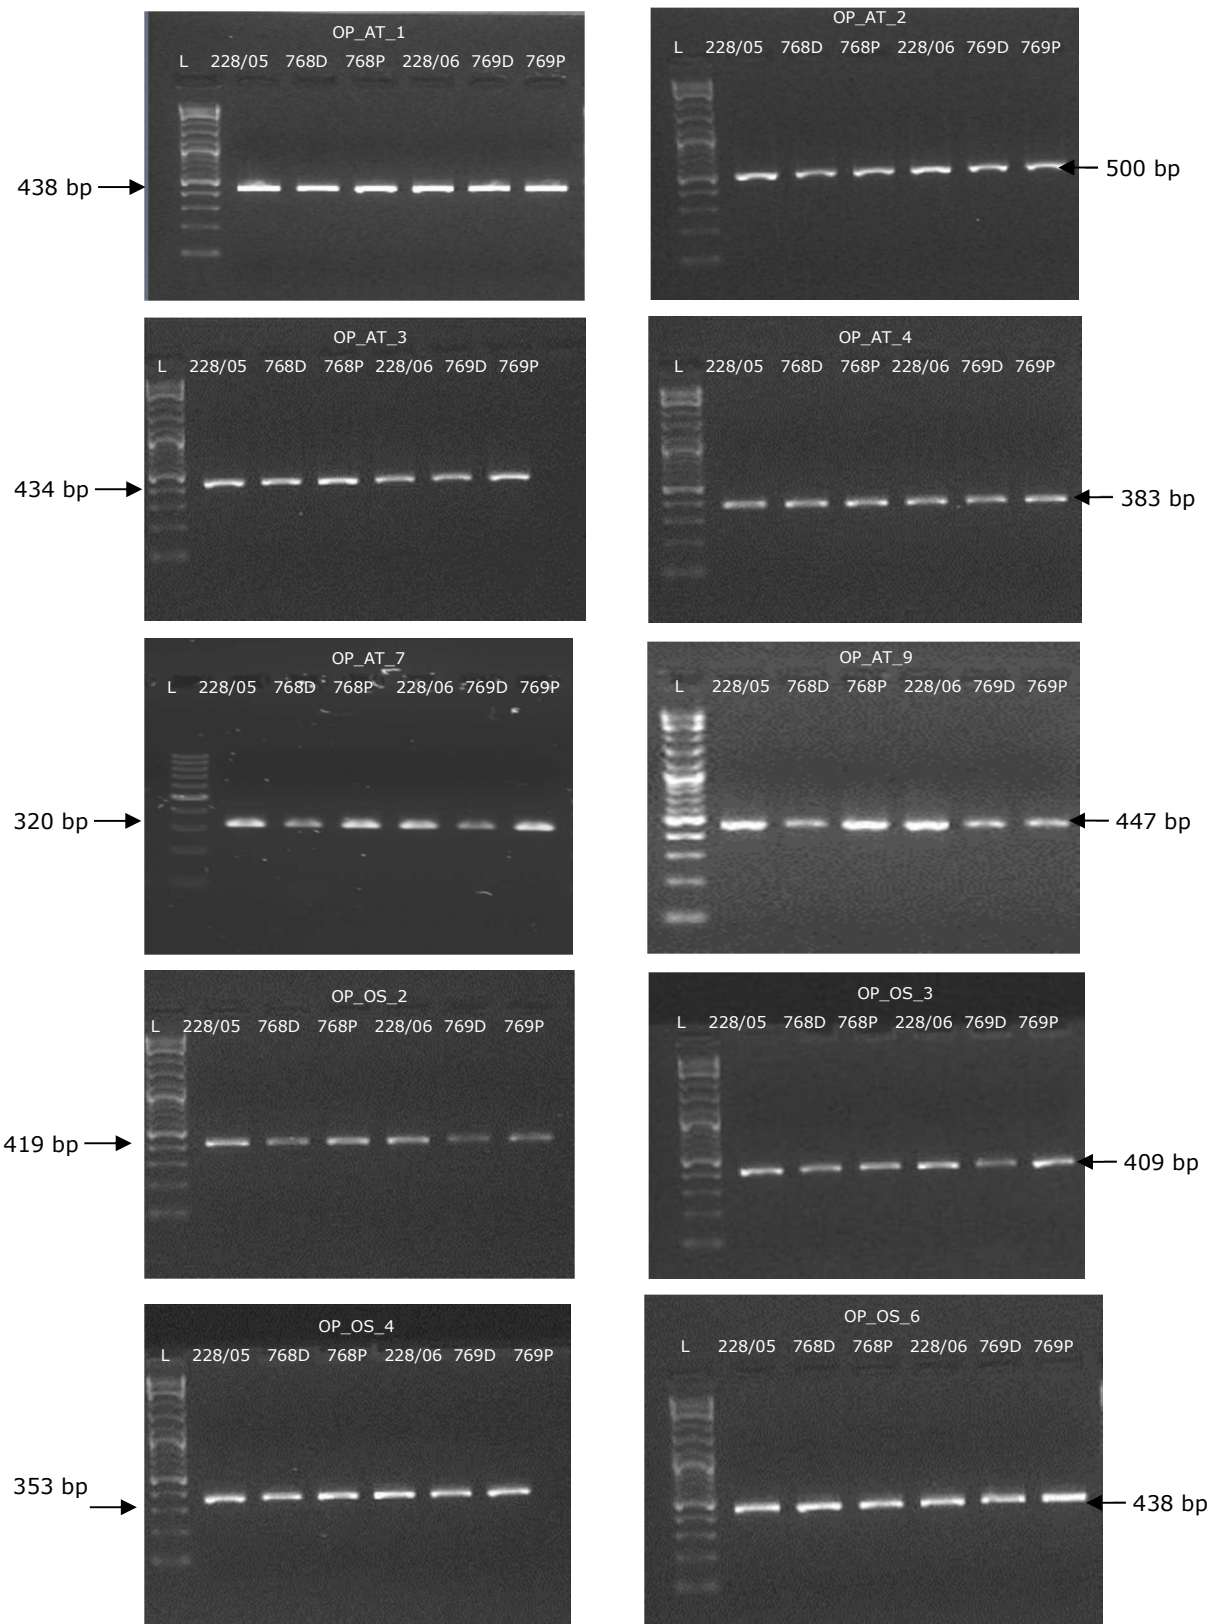 OP_AT_1
L 228/05 768D 768P 228/06 769D 769P
438 bp
OP_AT_2
L 228/05 768D 768P 228/06 769D 769P
500 bp
OP_AT_3
L 228/05 768D 768P 228/06 769D 769P
434 bp
OP_AT_4
L 228/05 768D 768P 228/06 769D 769P
383 bp
OP_AT_7
L 228/05 768D 768P 228/06 769D 769P
320 bp
OP_AT_9
L 228/05 768D 768P 228/06 769D 769P
447 bp
OP_OS_2
L 228/05 768D 768P 228/06 769D 769P
419 bp
OP_OS_3
L 228/05 768D 768P 228/06 769D 769P
409 bp
OP_OS_4
L 228/05 768D 768P 228/06 769D 769P
353 bp
OP_OS_6
L 228/05 768D 768P 228/06 769D 769P
438 bp